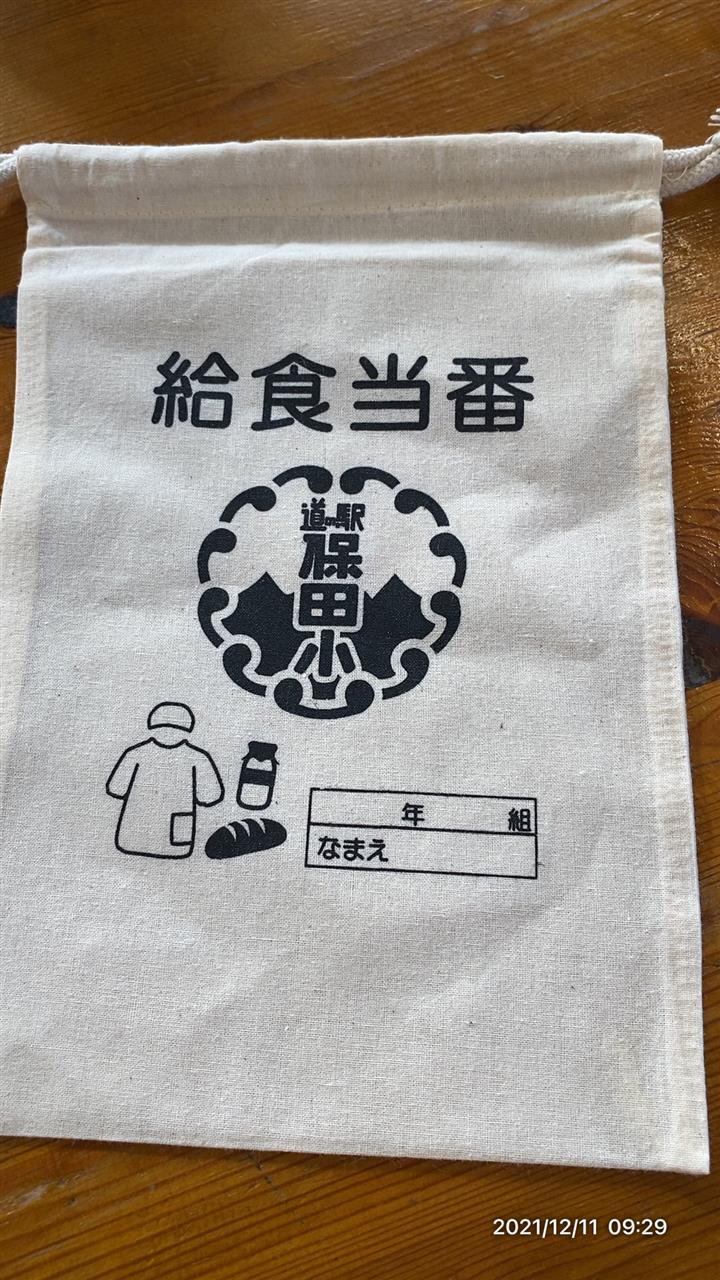 給食当番
道の駅
保
田
小
年 組
なまえ
2021/12/11 09:29